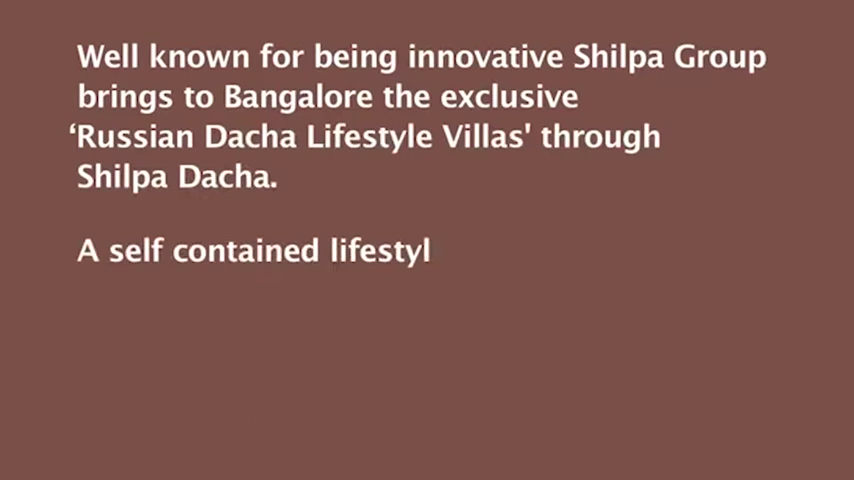 Well known for being innovative Shilpa Group
brings to Bangalore the exclusive
‘Russian Dacha Lifestyle Villas' through
Shilpa Dacha.
A self contained lifestyl